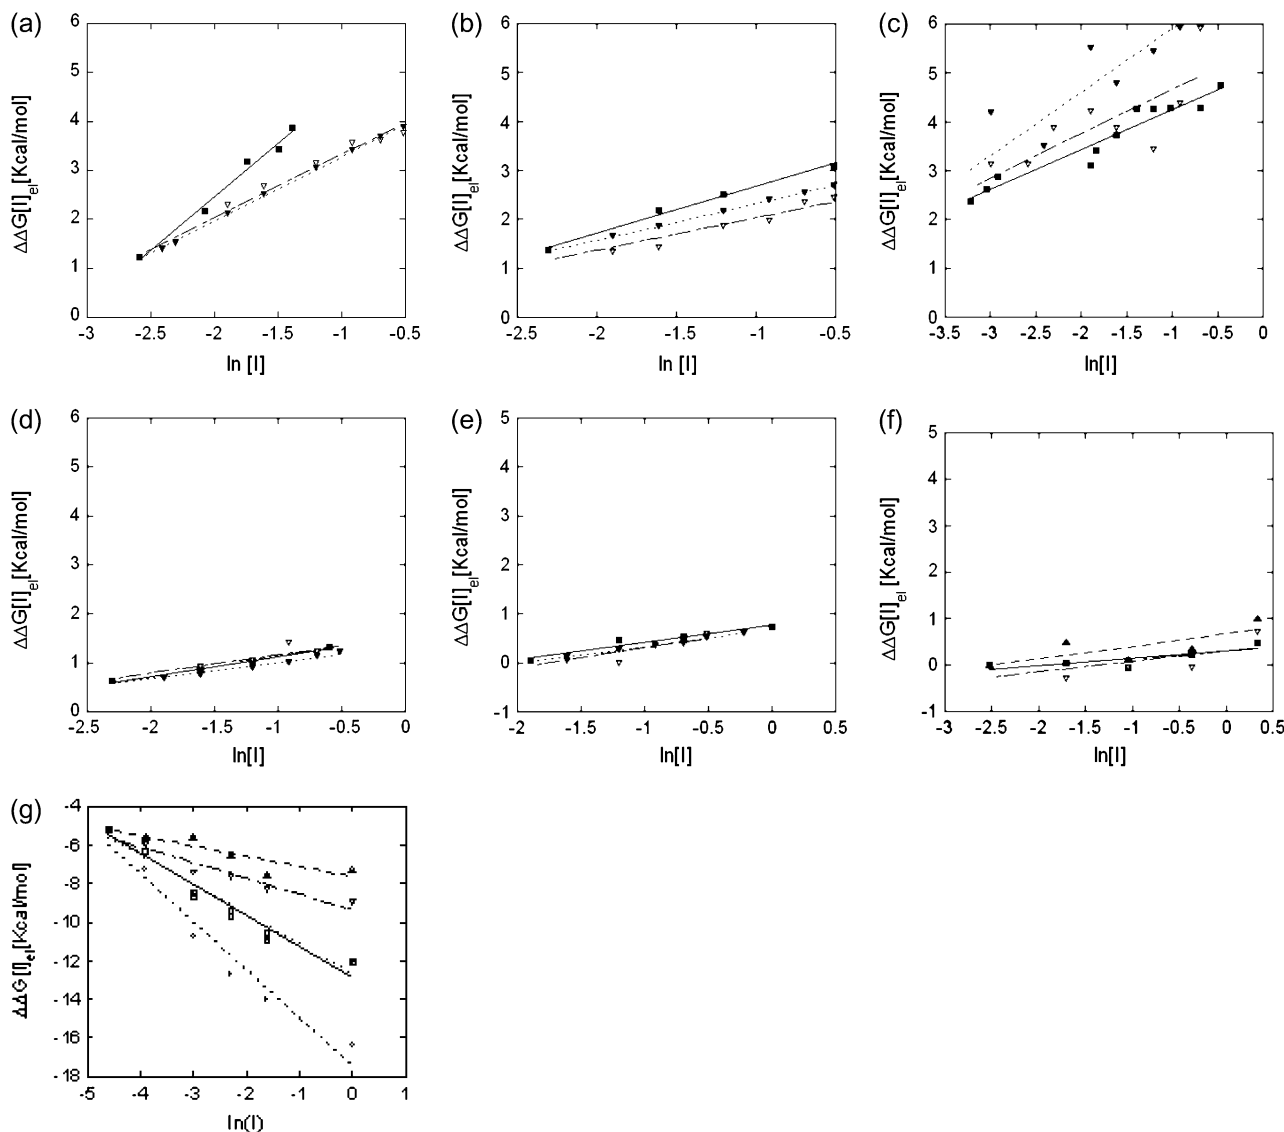 (a)
6
5
4
3
2
1
0
ΔΔG[I]el[Kcal/mol]
-3 -2.5 -2 -1.5 -1 -0.5
ln [I]
(b)
6
5
4
3
2
1
0
ΔΔG[I]el[Kcal/mol]
-2.5 -2 -1.5 -1 -0.5
ln [I]
(c)
6
5
4
3
2
1
0
ΔΔG[I]el[Kcal/mol]
-3.5 -3 -2.5 -2 -1.5 -1 -0.5 0
ln[I]
(d)
6
5
4
3
2
1
0
ΔΔG[I]el[Kcal/mol]
-2.5 -2 -1.5 -1 -0.5 0
ln[I]
(e)
5
4
3
2
1
0
-1
ΔΔG[I]el[Kcal/mol]
-2 -1.5 -1 -0.5 0 0.5
ln[I]
(f)
5
4
3
2
1
0
-1
ΔΔG[I]el [Kcal/mol]
-3 -2.5 -2 -1.5 -1 -0.5 0 0.5
ln[I]
(g)
-4
-6
-8
-10
-12
-14
-16
-18
ΔΔG[I]el[Kcal/mol]
-5 -4 -3 -2 -1 0 1
ln(I)